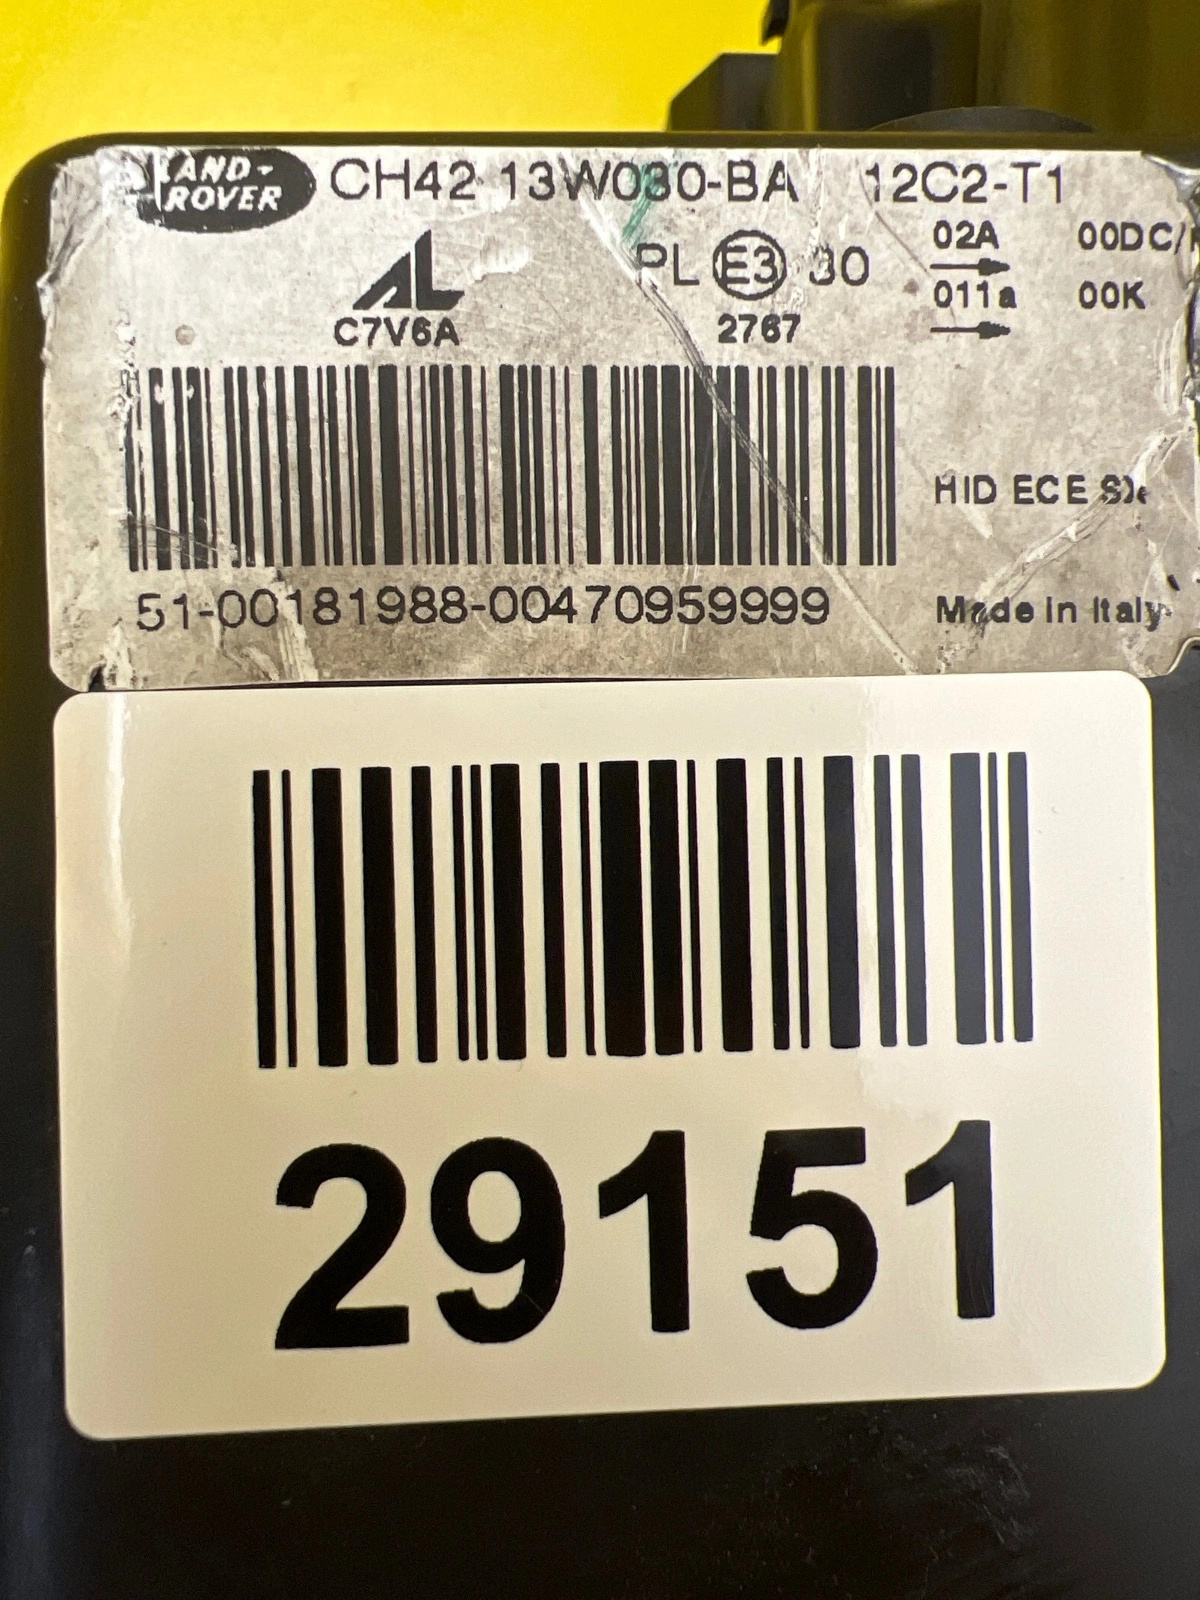 LAND-
ROVER
CH42 13W030-BA 12C2-T1
AL
C7V6A
PL E3 30
2767
02A 00DC/
011a 00K
HID ECE
51-00181988-00470959999
Made in Italy
29151